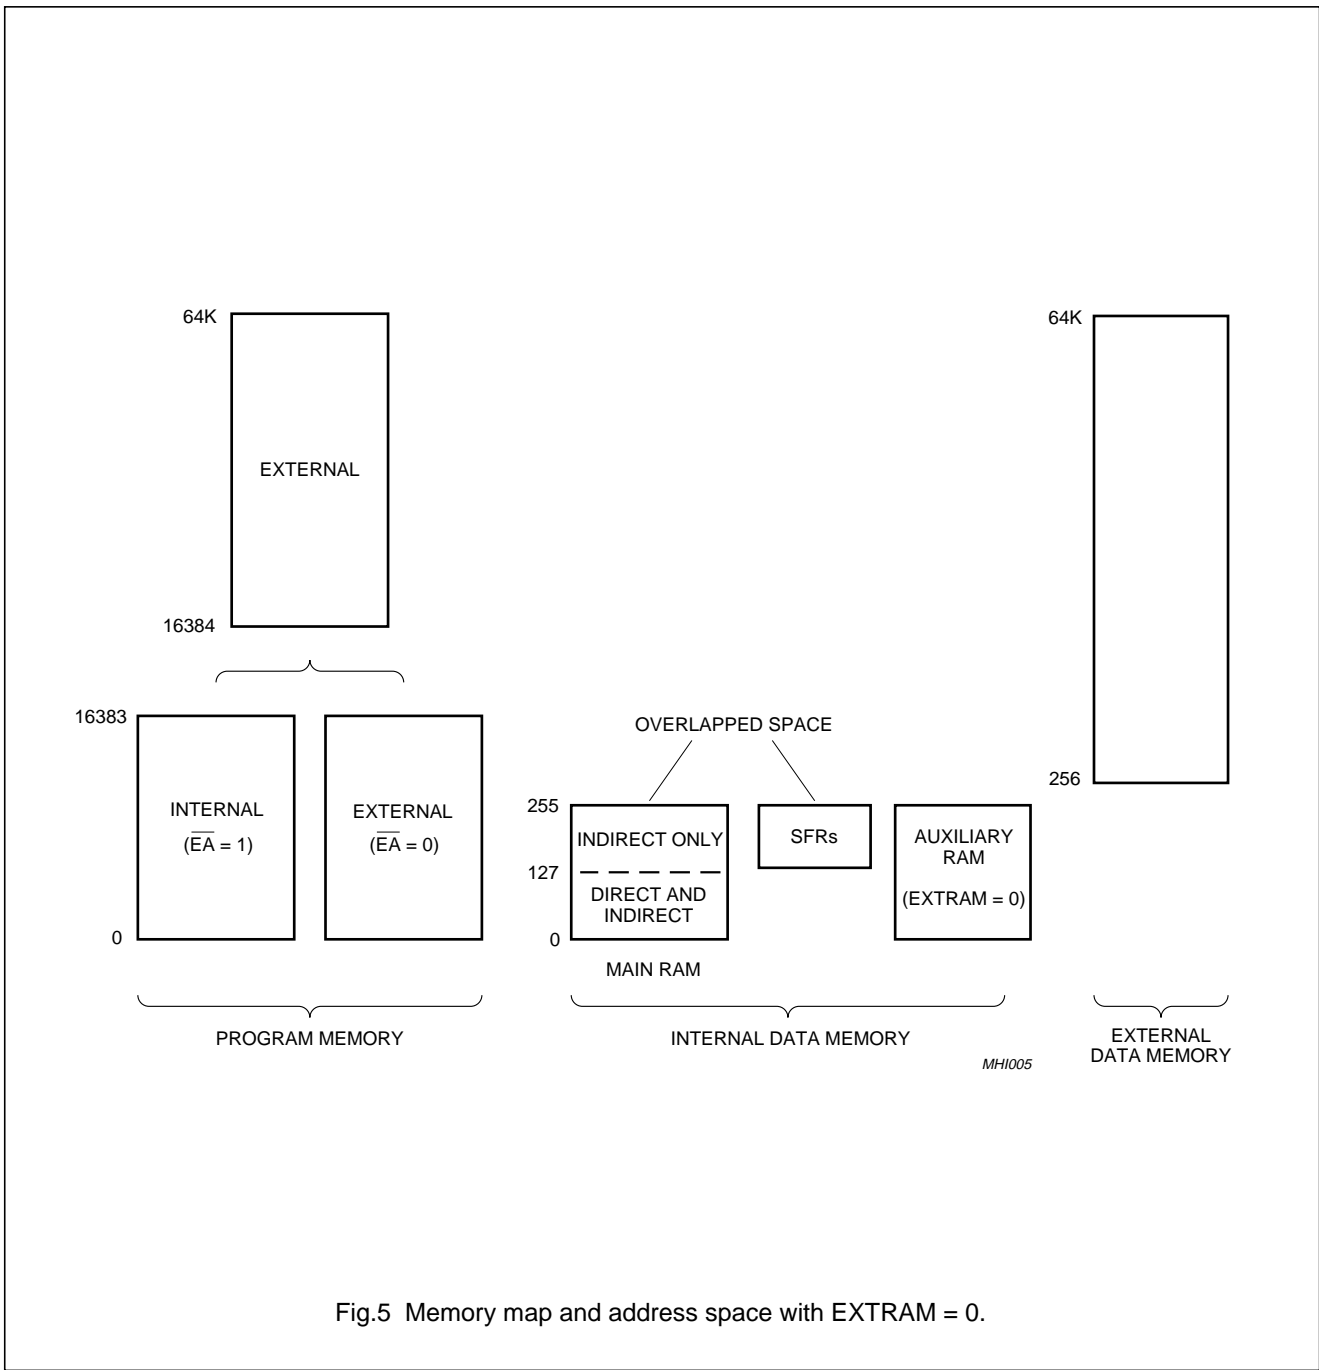 64K
EXTERNAL
16384
16383
INTERNAL
(E̅A̅ = 1)
EXTERNAL
(E̅A̅ = 0)
0
PROGRAM MEMORY
OVERLAPPED SPACE
255
INDIRECT ONLY
127
DIRECT AND
INDIRECT
0
MAIN RAM
SFRs
AUXILIARY
RAM
(EXTRAM = 0)
INTERNAL DATA MEMORY
64K
256
EXTERNAL
DATA MEMORY
MHI005
Fig.5 Memory map and address space with EXTRAM = 0.